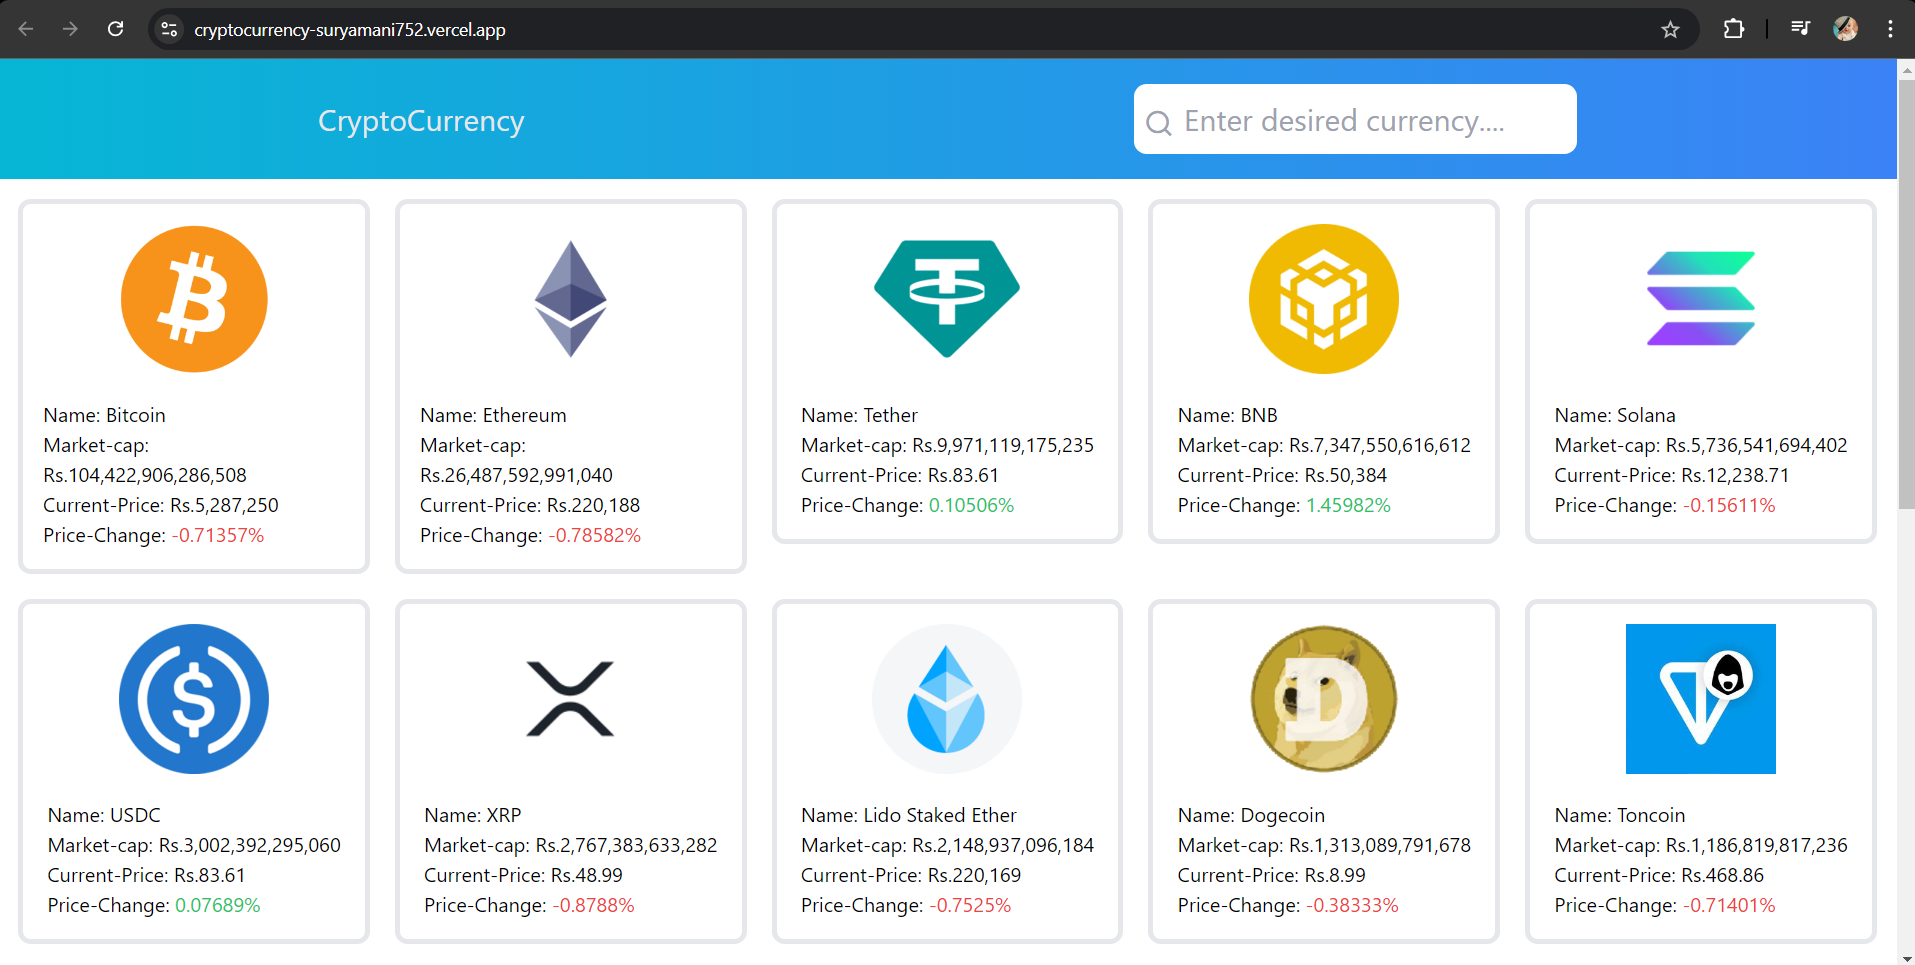 cryptocurrency-suryamani752.vercel.app
CryptoCurrency
Enter desired currency....
Name: Bitcoin
Market-cap:
Rs.104,422,906,286,508
Current-Price: Rs.5,287,250
Price-Change: -0.71357%
Name: Ethereum
Market-cap:
Rs.26,487,592,991,040
Current-Price: Rs.220,188
Price-Change: -0.78582%
Name: Tether
Market-cap: Rs.9,971,119,175,235
Current-Price: Rs.83.61
Price-Change: 0.10506%
Name: BNB
Market-cap: Rs.7,347,550,616,612
Current-Price: Rs.50,384
Price-Change: 1.45982%
Name: Solana
Market-cap: Rs.5,736,541,694,402
Current-Price: Rs.12,238.71
Price-Change: -0.15611%
Name: USDC
Market-cap: Rs.3,002,392,295,060
Current-Price: Rs.83.61
Price-Change: 0.07689%
Name: XRP
Market-cap: Rs.2,767,383,633,282
Current-Price: Rs.48.99
Price-Change: -0.8788%
Name: Lido Staked Ether
Market-cap: Rs.2,148,937,096,184
Current-Price: Rs.220,169
Price-Change: -0.7525%
D
Name: Dogecoin
Market-cap: Rs.1,313,089,791,678
Current-Price: Rs.8.99
Price-Change: -0.38333%
Name: Toncoin
Market-cap: Rs.1,186,819,817,236
Current-Price: Rs.468.86
Price-Change: -0.71401%